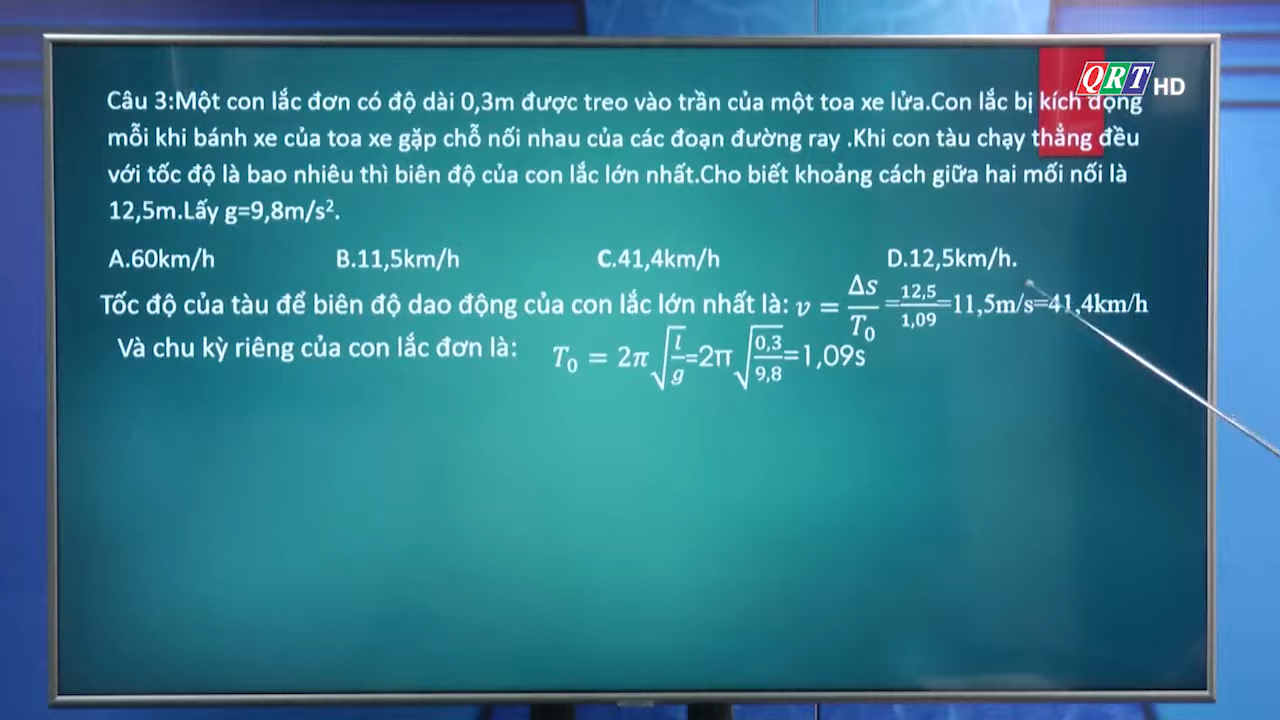 QRT HD
Câu 3:Một con lắc đơn có độ dài 0,3m được treo vào trần của một toa xe lửa.Con lắc bị kích động
mỗi khi bánh xe của toa xe gặp chỗ nối nhau của các đoạn đường ray .Khi con tàu chạy thẳng đều
với tốc độ là bao nhiêu thì biên độ của con lắc lớn nhất.Cho biết khoảng cách giữa hai mối nối là
12,5m.Lấy g=9,8m/s².
A.60km/h B.11,5km/h C.41,4km/h D.12,5km/h.
Tốc độ của tàu để biên độ dao động của con lắc lớn nhất là: v = Δs/T₀ =12,5/1,09=11,5m/s=41,4km/h
Và chu kỳ riêng của con lắc đơn là: T₀ = 2π√(l/g)=2π√(0,3/9,8)=1,09s